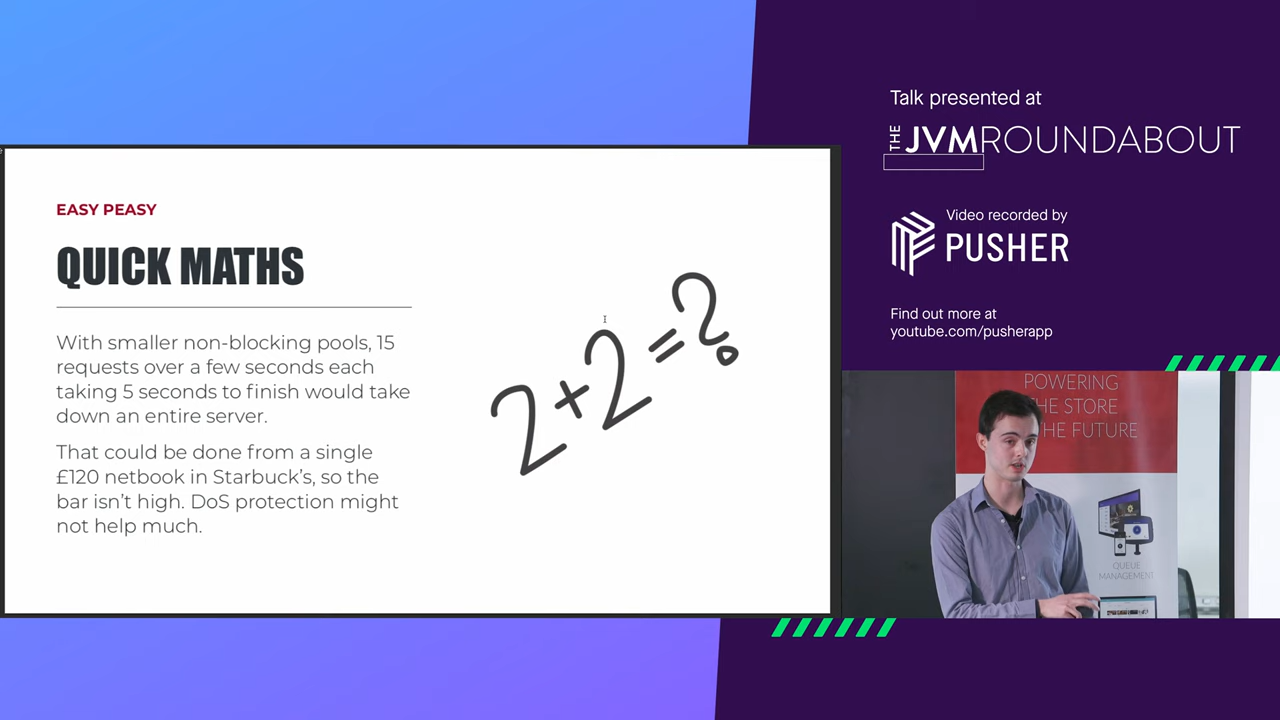 EASY PEASY
QUICK MATHS
With smaller non-blocking pools, 15
requests over a few seconds each
taking 5 seconds to finish would take
down an entire server.
That could be done from a single
£120 netbook in Starbuck's, so the
bar isn't high. DoS protection might
not help much.
2+2=?
Talk presented at
THE JVMROUNDABOUT
Video recorded by
PUSHER
Find out more at
youtube.com/pusherapp
POWERING
THE STORE
THE FUTURE
QUEUE
MANAGEMENT